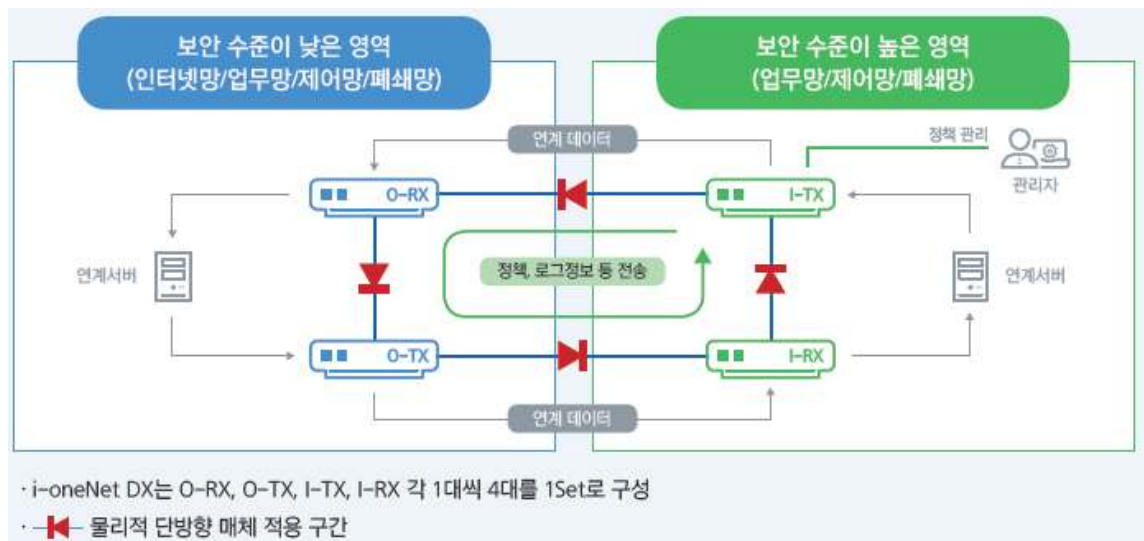 보안 수준이 낮은 영역
(인터넷망/업무망/제어망/폐쇄망)
보안 수준이 높은 영역
(업무망/제어망/폐쇄망)
연계 데이터
정책 관리
관리자
O-RX
I-TX
연계서버
정책, 로그정보 등 전송
연계서버
O-TX
I-RX
연계 데이터
· i-oneNet DX는 O-RX, O-TX, I-TX, I-RX 각 1대씩 4대를 1Set로 구성
· 물리적 단방향 매체 적용 구간